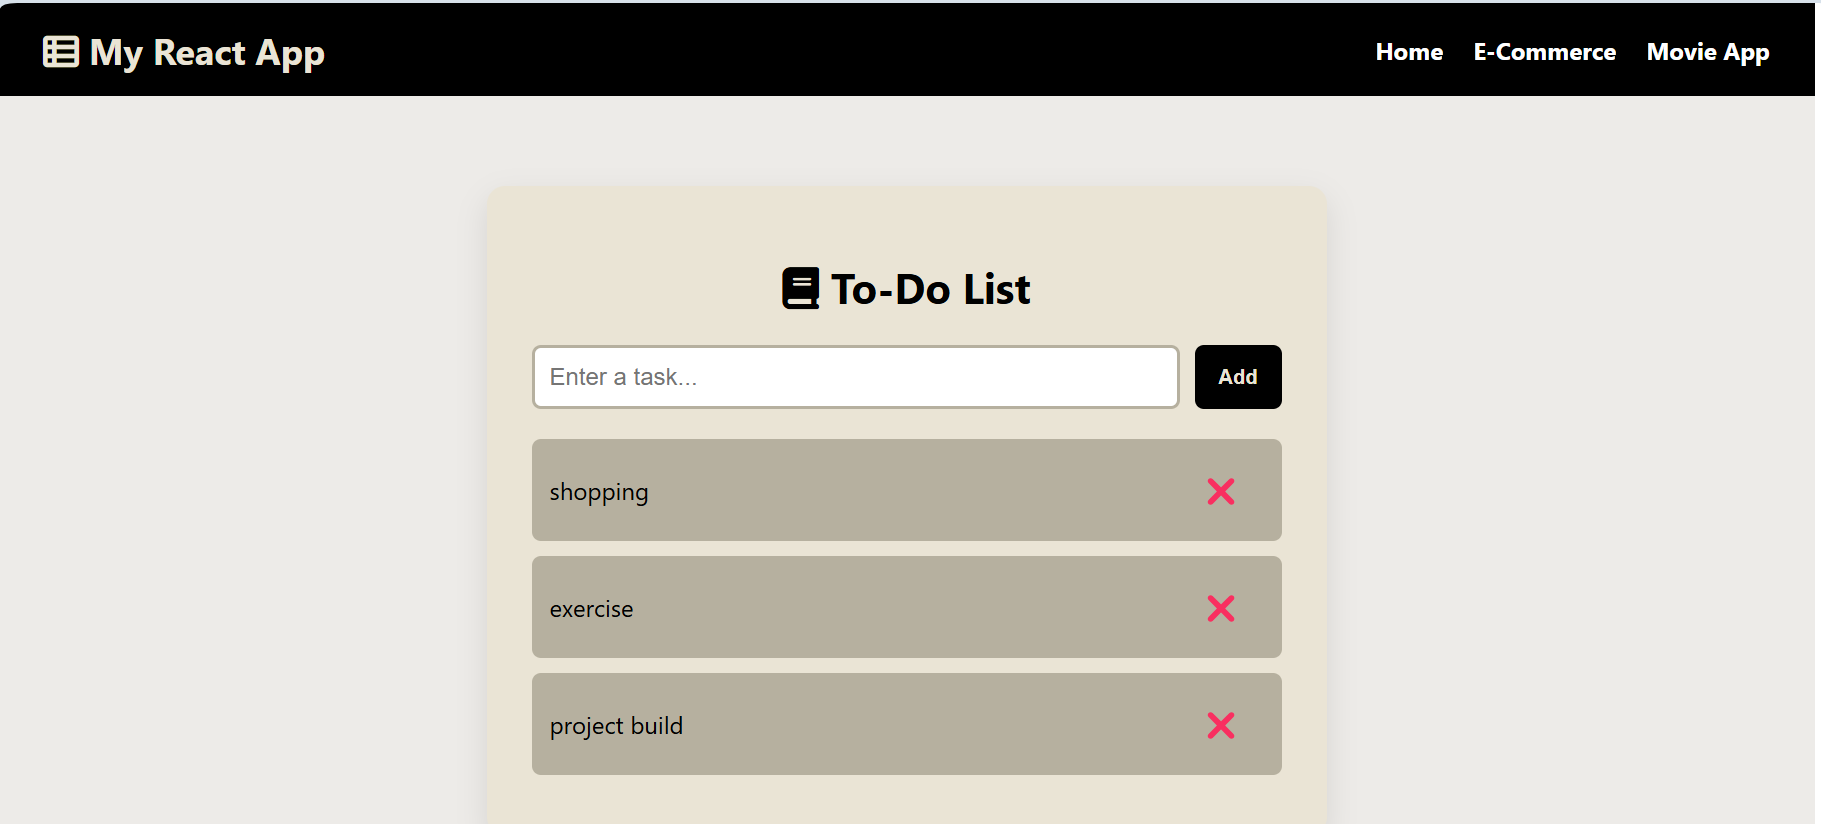 My React App
Home E-Commerce Movie App
To-Do List
Enter a task...
Add
shopping
exercise
project build